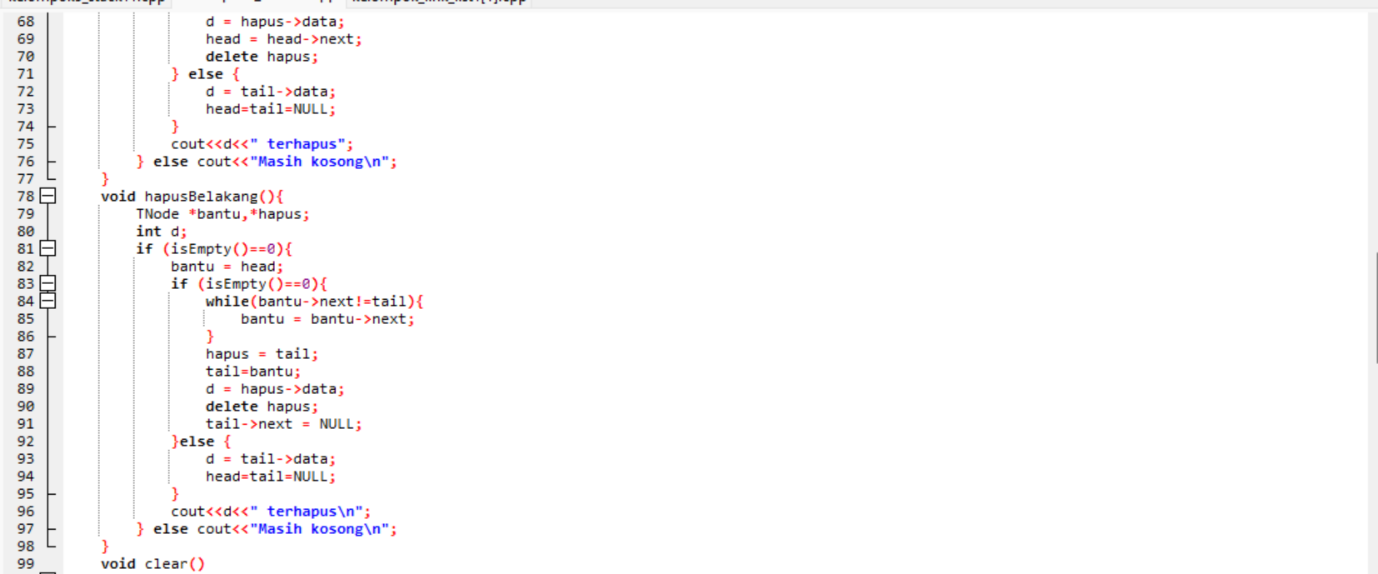 68 d = hapus->data;
69 head = head->next;
70 delete hapus;
71 } else {
72 d = tail->data;
73 head=tail=NULL;
74 }
75 cout<<d<<" terhapus";
76 } else cout<<"Masih kosong\n";
77 }
78 void hapusBelakang(){
79 TNode *bantu,*hapus;
80 int d;
81 if (isEmpty()==0){
82 bantu = head;
83 if (isEmpty()==0){
84 while(bantu->next!=tail){
85 bantu = bantu->next;
86 }
87 hapus = tail;
88 tail=bantu;
89 d = hapus->data;
90 delete hapus;
91 tail->next = NULL;
92 }else {
93 d = tail->data;
94 head=tail=NULL;
95 }
96 cout<<d<<" terhapus\n";
97 } else cout<<"Masih kosong\n";
98 }
99 void clear()